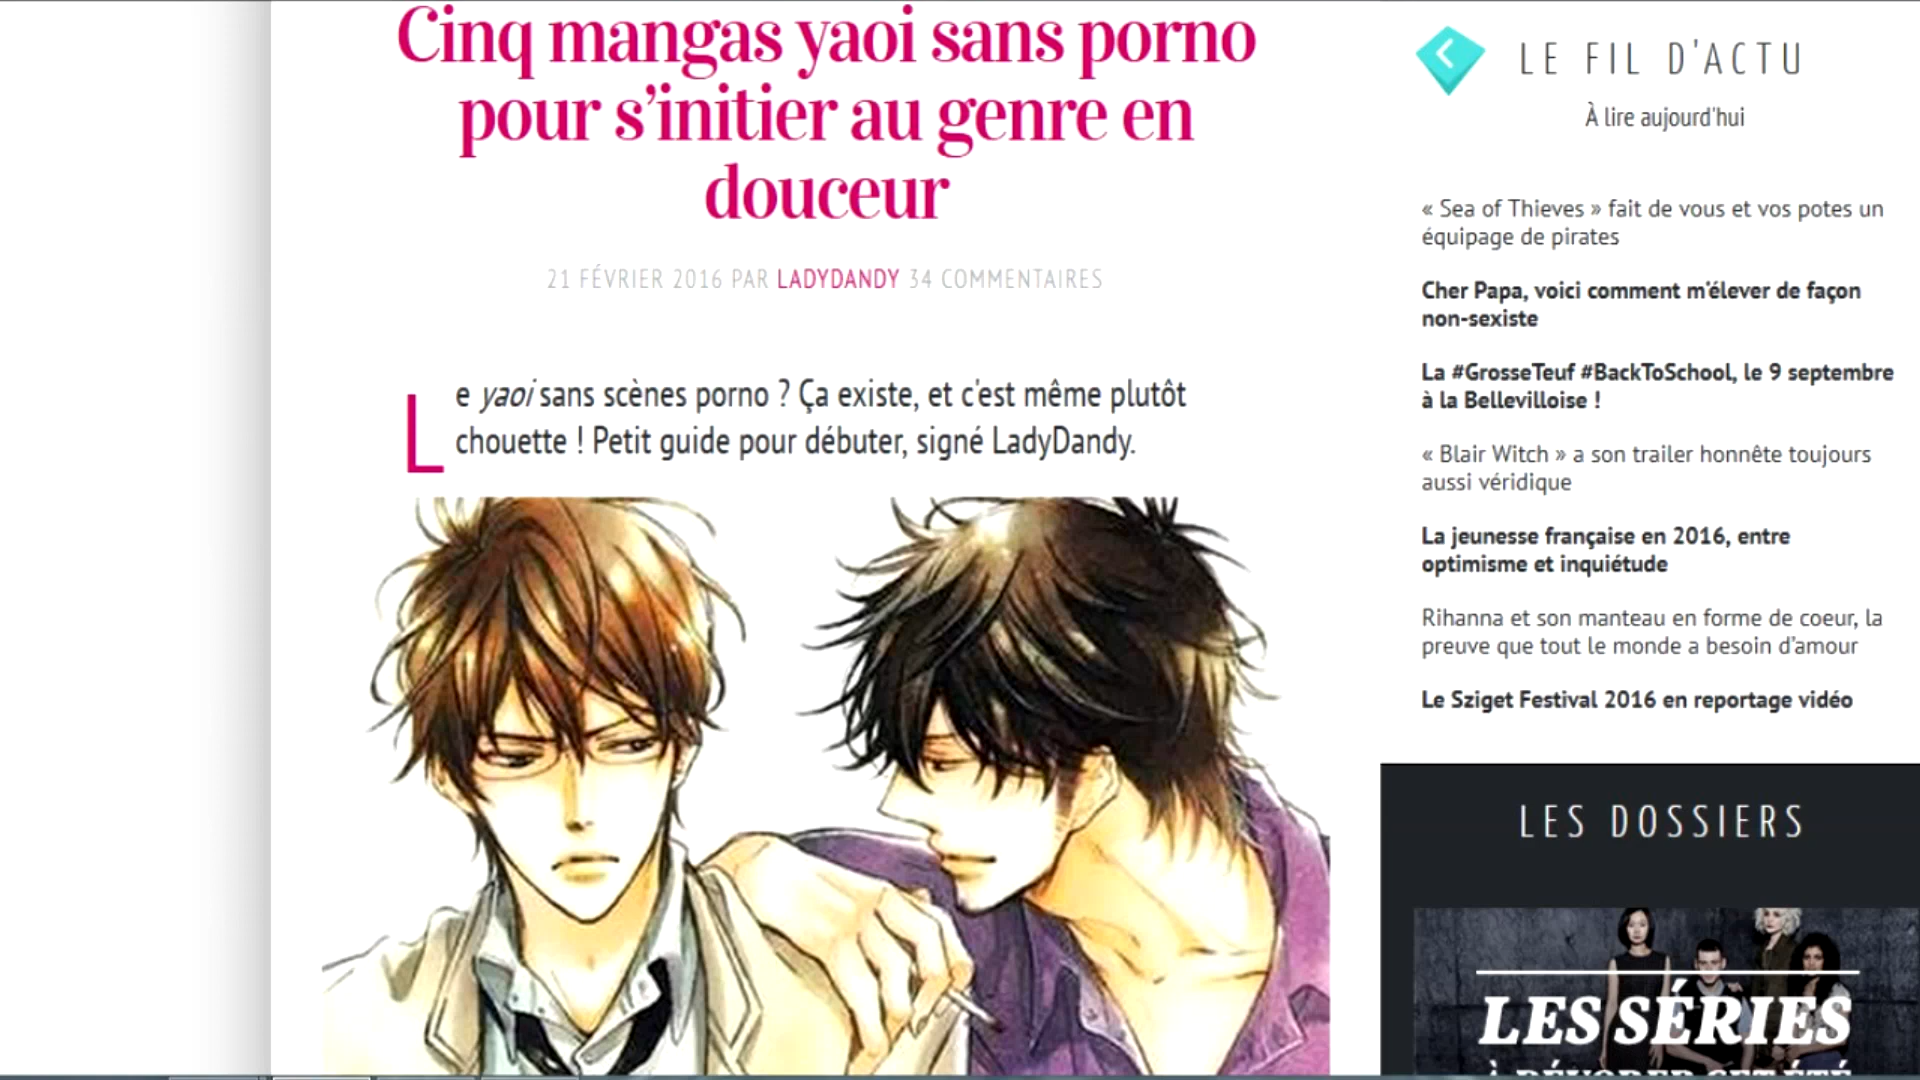 Cinq mangas yaoi sans porno
pour s'initier au genre en
douceur
21 FÉVRIER 2016 PAR LADYDANDY 34 COMMENTAIRES
Le yaoi sans scènes porno ? Ça existe, et c'est même plutôt
chouette ! Petit guide pour débuter, signé LadyDandy.
LE FIL D'ACTU
À lire aujourd'hui
« Sea of Thieves » fait de vous et vos potes un
équipage de pirates
Cher Papa, voici comment m'élever de façon
non-sexiste
La #GrosseTeuf #BackToSchool, le 9 septembre
à la Bellevilloise !
« Blair Witch » a son trailer honnête toujours
aussi véridique
La jeunesse française en 2016, entre
optimisme et inquiétude
Rihanna et son manteau en forme de coeur, la
preuve que tout le monde a besoin d'amour
Le Sziget Festival 2016 en reportage vidéo
LES DOSSIERS
LES SÉRIES
À DÉVORER CET ÉTÉ